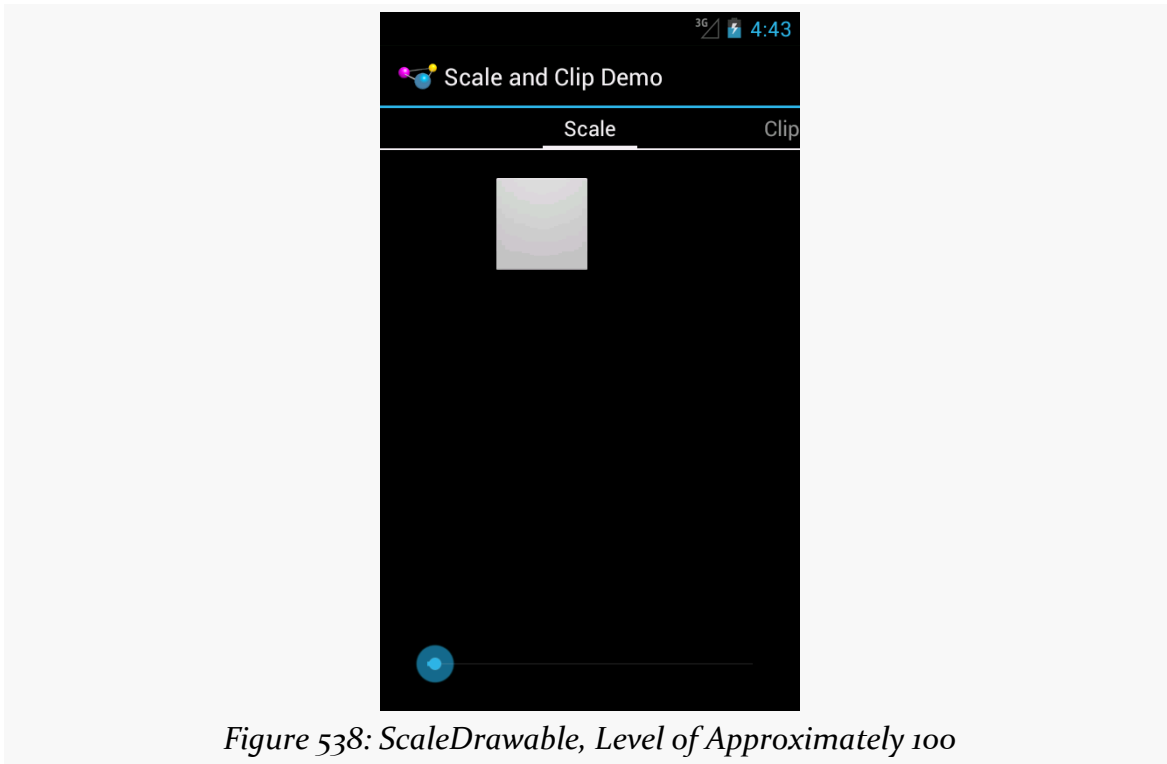 3G 4:43
Scale and Clip Demo
Scale Clip
Figure 538: ScaleDrawable, Level of Approximately 100